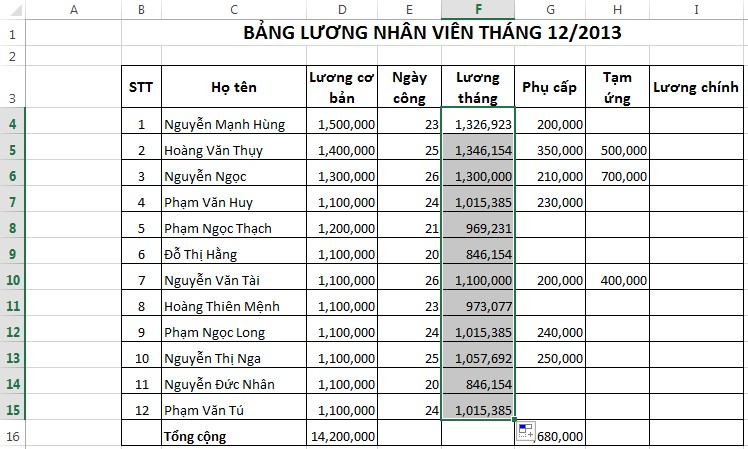 A B C D E F G H I
1 BẢNG LƯƠNG NHÂN VIÊN THÁNG 12/2013
2
3 STT Họ tên Lương cơ bản Ngày công Lương tháng Phụ cấp Tạm ứng Lương chính
4 1 Nguyễn Mạnh Hùng 1,500,000 23 1,326,923 200,000
5 2 Hoàng Văn Thụy 1,400,000 25 1,346,154 350,000 500,000
6 3 Nguyễn Ngọc 1,300,000 26 1,300,000 210,000 700,000
7 4 Phạm Văn Huy 1,100,000 24 1,015,385 230,000
8 5 Phạm Ngọc Thạch 1,200,000 21 969,231
9 6 Đỗ Thị Hằng 1,100,000 20 846,154
10 7 Nguyễn Văn Tài 1,100,000 26 1,100,000 200,000 400,000
11 8 Hoàng Thiên Mệnh 1,100,000 23 973,077
12 9 Phạm Ngọc Long 1,100,000 24 1,015,385 240,000
13 10 Nguyễn Thị Nga 1,100,000 25 1,057,692 250,000
14 11 Nguyễn Đức Nhân 1,100,000 20 846,154
15 12 Phạm Văn Tú 1,100,000 24 1,015,385
16 Tổng cộng 14,200,000 680,000